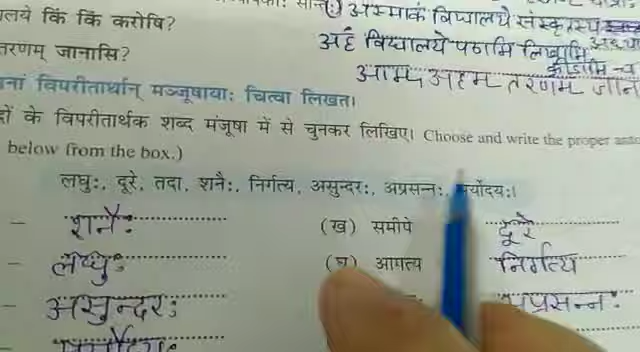 अस्माकं विद्यालये संस्कृतस्य
लये किं किं करोषि?
अहं विद्यालये पठामि लिखामि
क्रीडामि च
तरणम् जानासि?
आम् अहम् तरणम् जाना
नां विपरीतार्थान् मञ्जूषायाः चित्वा लिखत।
दों के विपरीतार्थक शब्द मंजूषा में से चुनकर लिखिए। Choose and write the proper anto
below from the box.)
लघुः, दूरे, तदा, शनैः, निर्गत्य, असुन्दरः, अप्रसन्नः, र्योदयः।
– शनैः (ख) समीपे दूरे
– लघुः (घ) आगत्य निर्गत्य
– असुन्दरः अप्रसन्नः